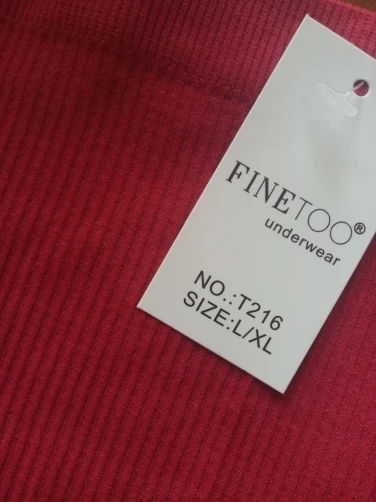 FINETOO®
underwear
NO.:T216
SIZE:L/XL